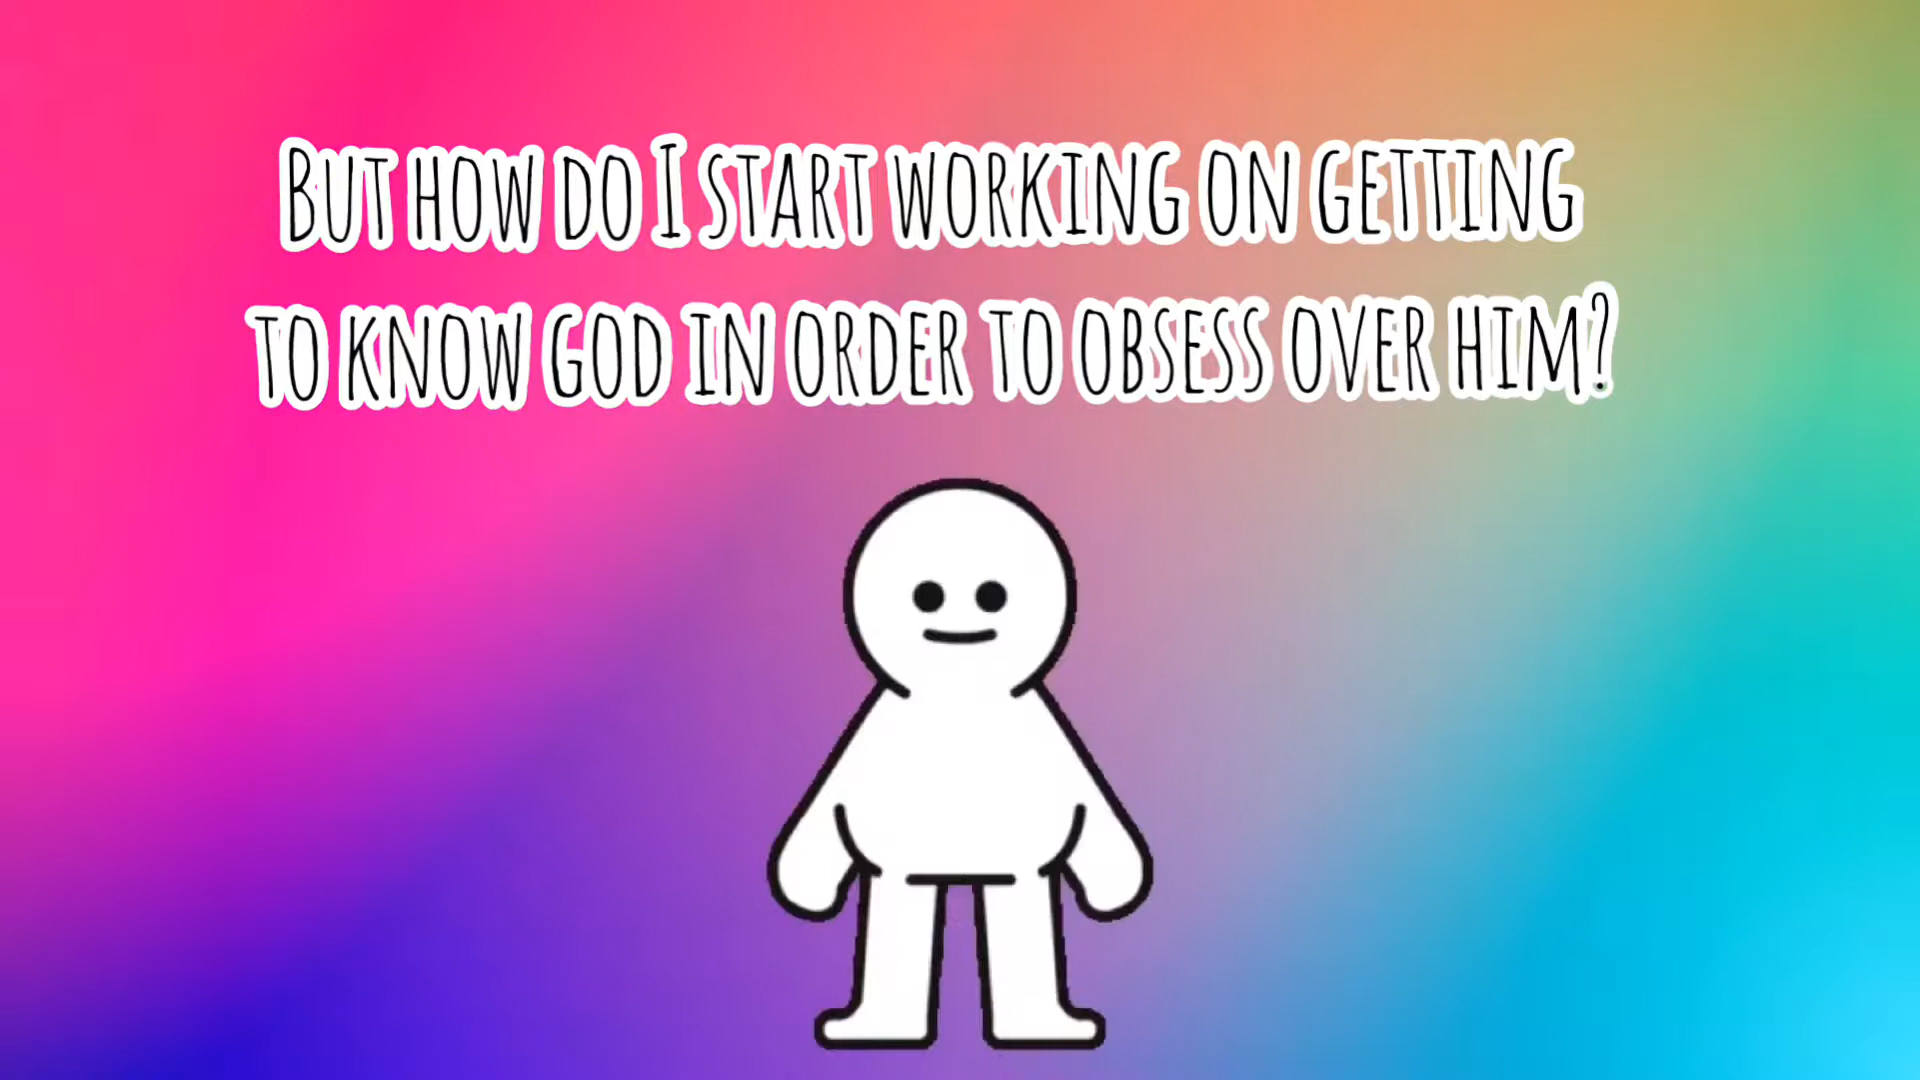 But how do I start working on getting
to know god in order to obsess over him?